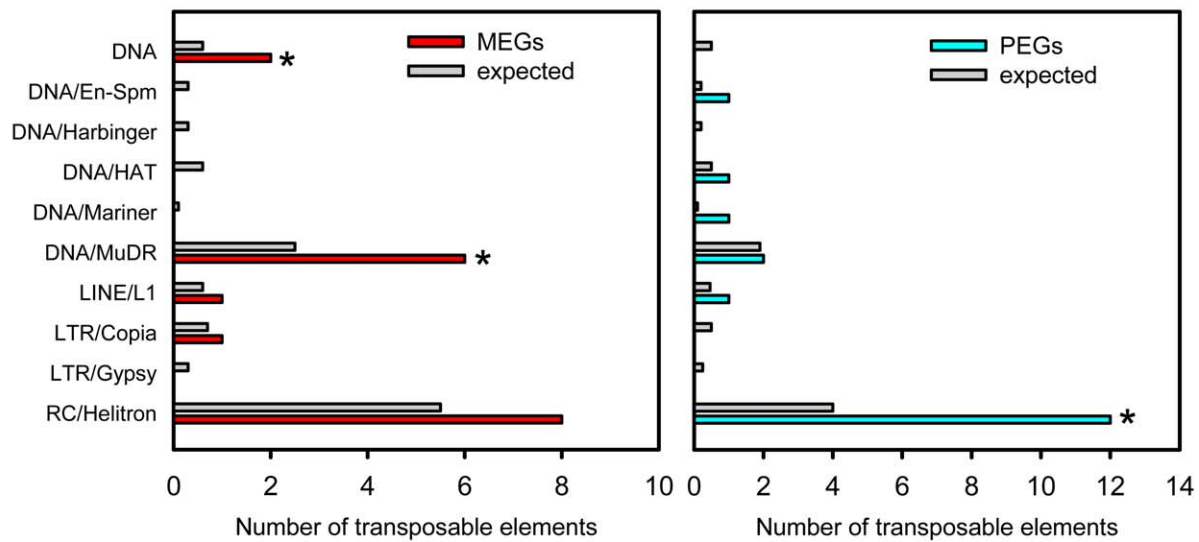 DNA
DNA/En-Spm
DNA/Harbinger
DNA/HAT
DNA/Mariner
DNA/MuDR
LINE/L1
LTR/Copia
LTR/Gypsy
RC/Helitron
MEGs
expected
*
*
0 2 4 6 8 10
Number of transposable elements
PEGs
expected
*
0 2 4 6 8 10 12 14
Number of transposable elements